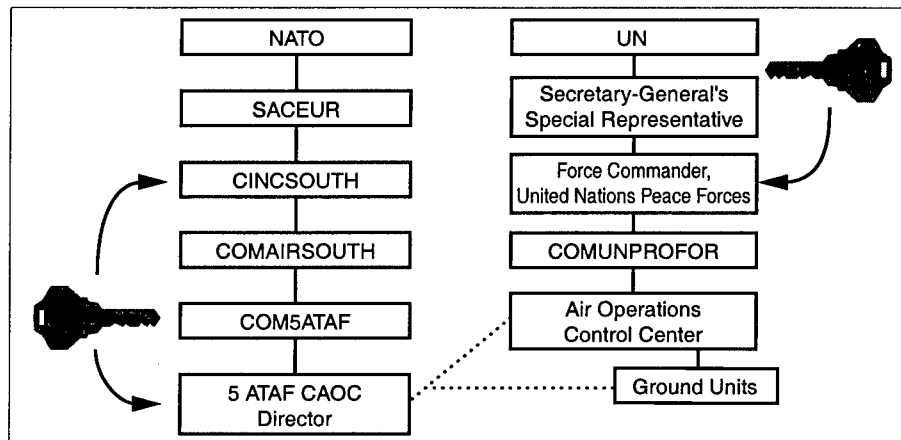 NATO
SACEUR
CINCSOUTH
COMAIRSOUTH
COM5ATAF
5 ATAF CAOC
Director
UN
Secretary-General's
Special Representative
Force Commander,
United Nations Peace Forces
COMUNPROFOR
Air Operations
Control Center
Ground Units